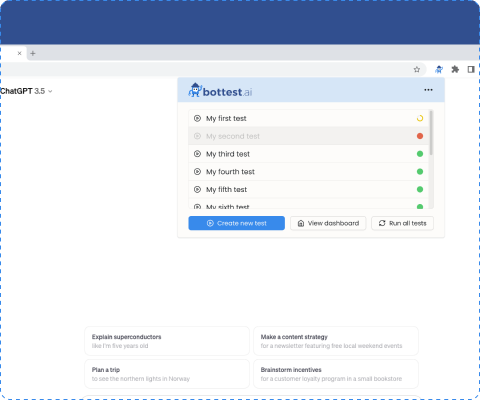 ChatGPT 3.5
bottest.ai
My first test
My second test
My third test
My fourth test
My fifth test
My sixth test
Create new test
View dashboard
Run all tests
Explain superconductors
like I'm five years old
Make a content strategy
for a newsletter featuring free local weekend events
Plan a trip
to see the northern lights in Norway
Brainstorm incentives
for a customer loyalty program in a small bookstore